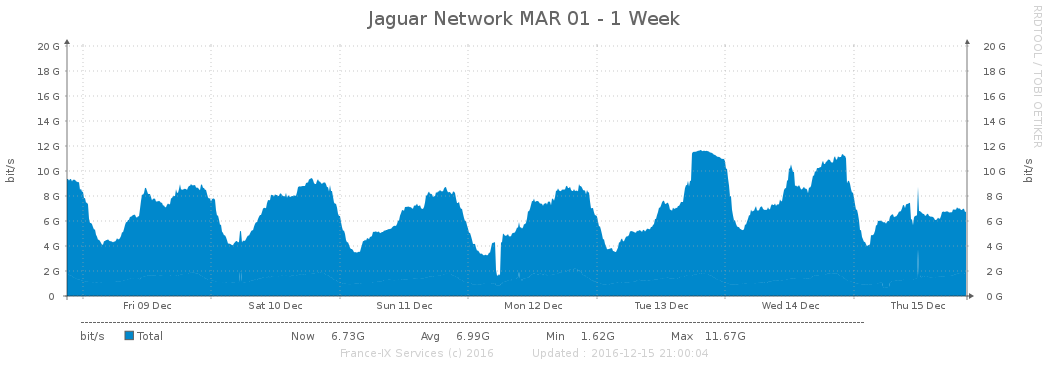 Jaguar Network MAR 01 - 1 Week
RRDTOOL / TOBI OETIKER
bit/s
bit/s
20 G 20 G
18 G 18 G
16 G 16 G
14 G 14 G
12 G 12 G
10 G 10 G
8 G 8 G
6 G 6 G
4 G 4 G
2 G 2 G
0 0 G
Fri 09 Dec Sat 10 Dec Sun 11 Dec Mon 12 Dec Tue 13 Dec Wed 14 Dec Thu 15 Dec
bit/s Total Now 6.73G Avg 6.99G Min 1.62G Max 11.67G
France-IX Services (c) 2016 Updated : 2016-12-15 21:00:04